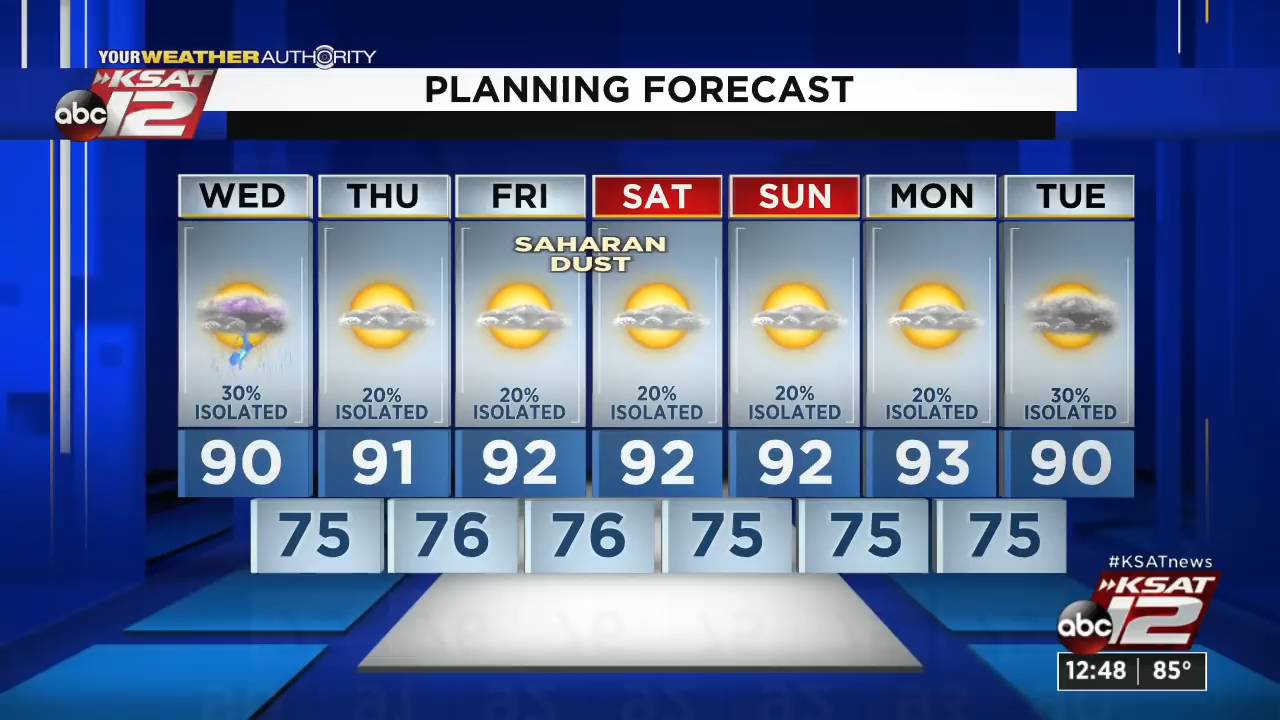 YOURWEATHERAUTHORITY
KSAT
abc 12
PLANNING FORECAST
WED THU FRI SAT SUN MON TUE
SAHARAN
DUST
30% 20% 20% 20% 20% 20% 30%
ISOLATED ISOLATED ISOLATED ISOLATED ISOLATED ISOLATED ISOLATED
90 91 92 92 92 93 90
75 76 76 75 75 75
#KSATnews
KSAT
abc 12
12:48 85°